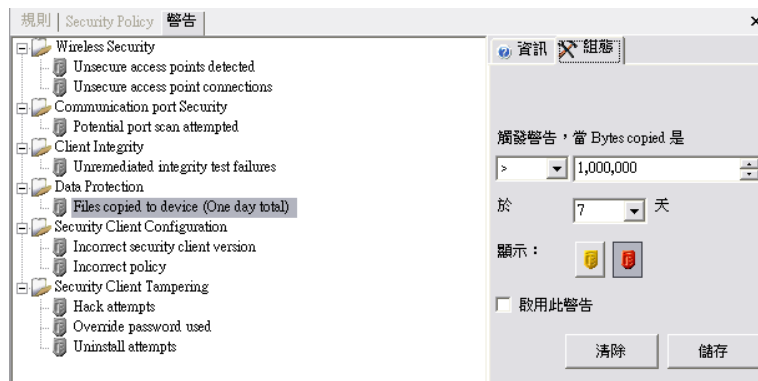 規則 Security Policy 警告
Wireless Security
Unsecure access points detected
Unsecure access point connections
Communication port Security
Potential port scan attempted
Client Integrity
Unremediated integrity test failures
Data Protection
Files copied to device (One day total)
Security Client Configuration
Incorrect security client version
Incorrect policy
Security Client Tampering
Hack attempts
Override password used
Uninstall attempts
資訊 組態
觸發警告，當 Bytes copied 是
> 1,000,000
於 7 天
顯示：
啟用此警告
清除 儲存